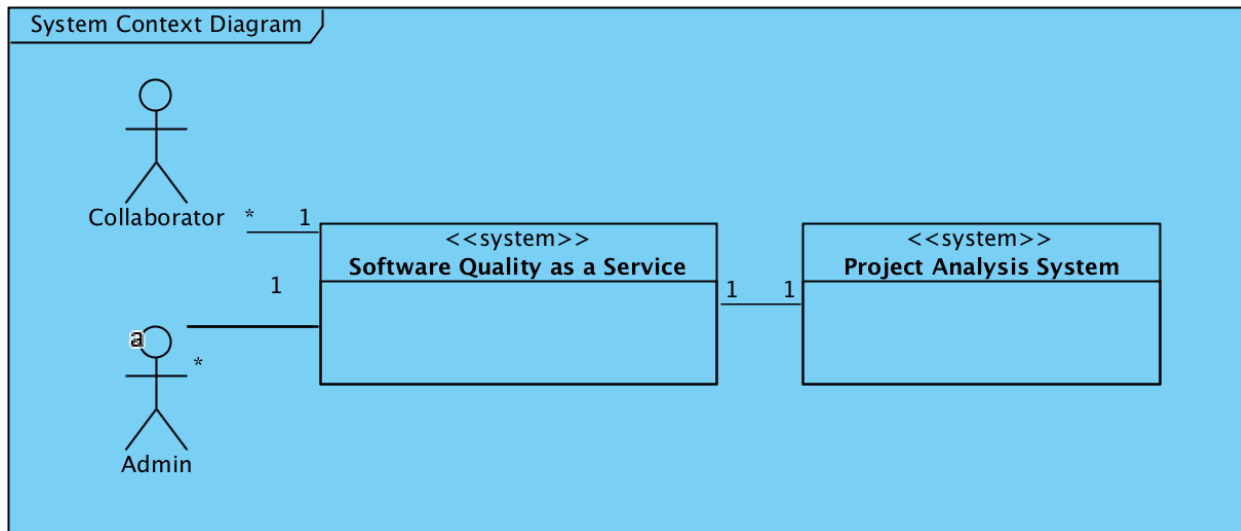 System Context Diagram
Collaborator
* 1
<<system>>
Software Quality as a Service
<<system>>
Project Analysis System
1
1 1
a
*
Admin